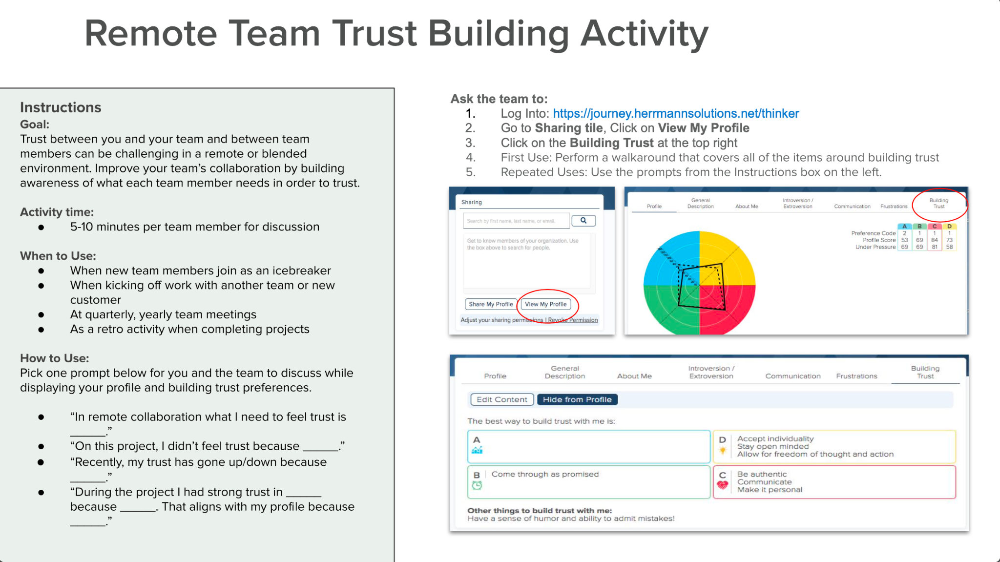 Remote Team Trust Building Activity
Instructions
Goal:
Trust between you and your team and between team
members can be challenging in a remote or blended
environment. Improve your team’s collaboration by building
awareness of what each team member needs in order to trust.
Activity time:
● 5-10 minutes per team member for discussion
When to Use:
● When new team members join as an icebreaker
● When kicking off work with another team or new
customer
● At quarterly, yearly team meetings
● As a retro activity when completing projects
How to Use:
Pick one prompt below for you and the team to discuss while
displaying your profile and building trust preferences.
● “In remote collaboration what I need to feel trust is
_____.”
● “On this project, I didn’t feel trust because _____.”
● “Recently, my trust has gone up/down because
_____.”
● “During the project I had strong trust in _____
because _____. That aligns with my profile because
_____.”
Ask the team to:
1. Log Into: https://journey.herrmannsolutions.net/thinker
2. Go to Sharing tile, Click on View My Profile
3. Click on the Building Trust at the top right
4. First Use: Perform a walkaround that covers all of the items around building trust
5. Repeated Uses: Use the prompts from the Instructions box on the left.
Sharing
Search by first name, last name, or email.
Get to know members of your organization. Use
the box above to search for people.
Share My Profile View My Profile
Adjust your sharing permissions | Revoke Permission
Profile General Description About Me Introversion / Extroversion Communication Frustrations Building Trust
A B C D
Preference Code 2 1 1 1
Profile Score 53 69 84 73
Under Pressure 69 69 81 58
Profile General Description About Me Introversion / Extroversion Communication Frustrations Building Trust
Edit Content Hide from Profile
The best way to build trust with me is:
A
D Accept individuality
Stay open minded
Allow for freedom of thought and action
B Come through as promised
C Be authentic
Communicate
Make it personal
Other things to build trust with me:
Have a sense of humor and ability to admit mistakes!